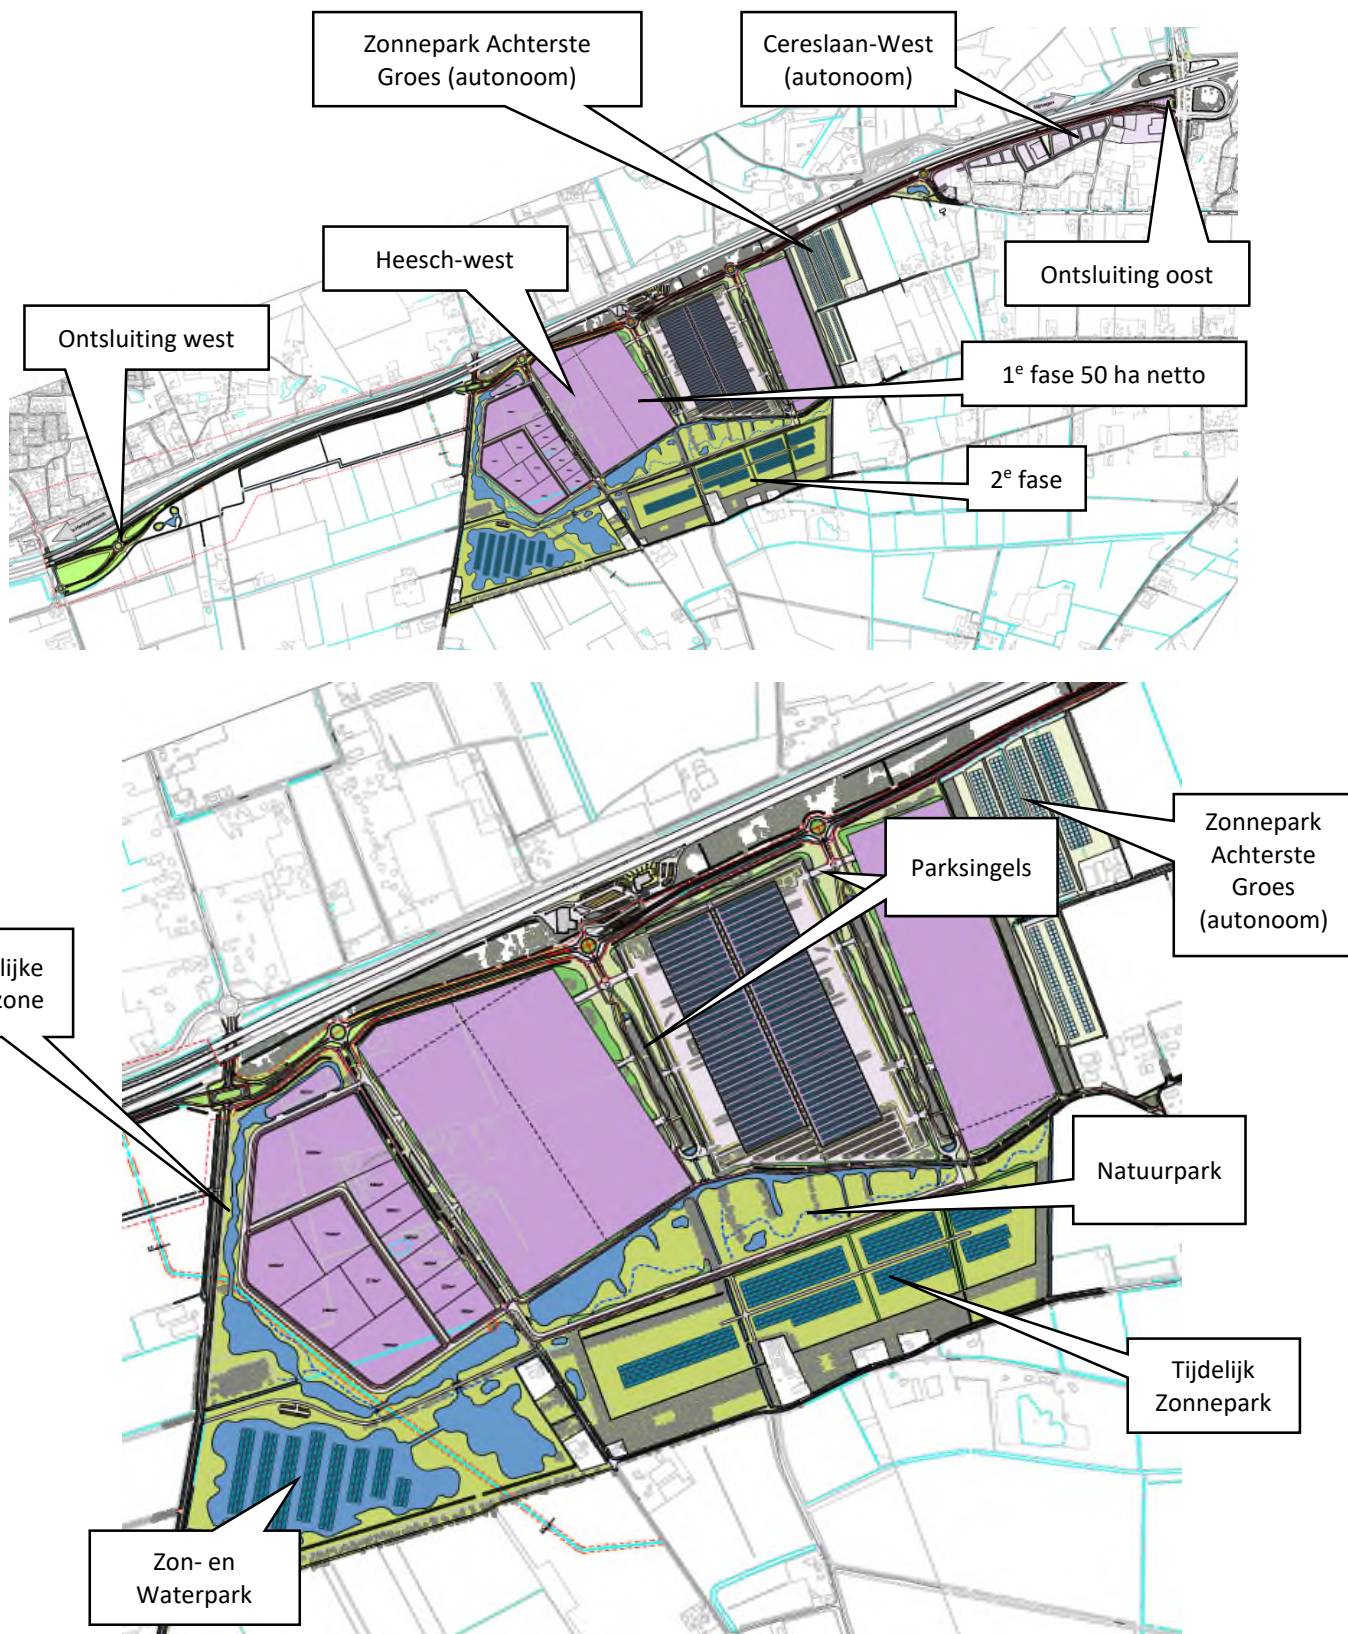 Zonnepark Achterste
Groes (autonoom)
Cereslaan-West
(autonoom)
Heesch-west
Ontsluiting oost
Ontsluiting west
1e fase 50 ha netto
2e fase
Zonnepark
Achterste
Groes
(autonoom)
Parksingels
lijke
zone
Natuurpark
Tijdelijk
Zonnepark
Zon- en
Waterpark